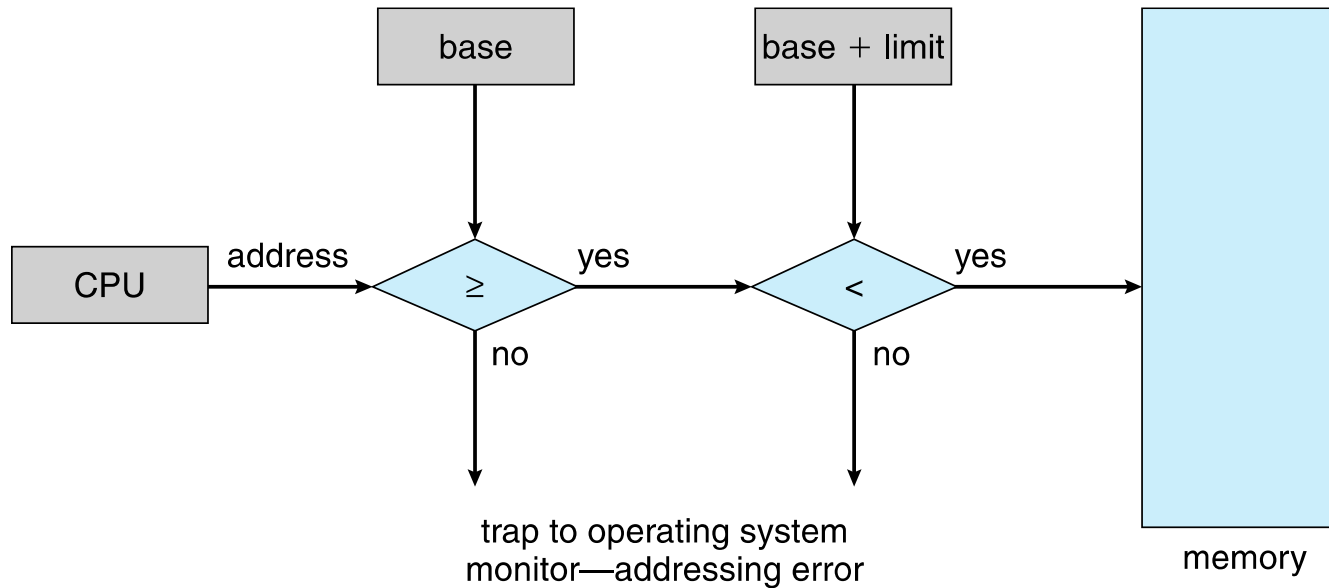 base
base + limit
CPU
address
≥
yes
<
yes
no
no
trap to operating system
monitor—addressing error
memory